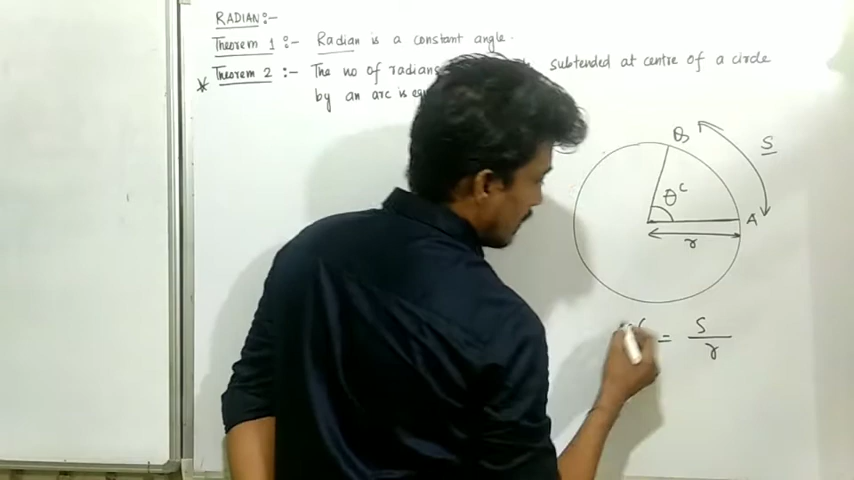 RADIAN:-
Theorem 1 :- Radian is a constant angle.
* Theorem 2 :- The no of radians subtended at centre of a circle
by an arc is
B
S
θᶜ
A
r
= S/r